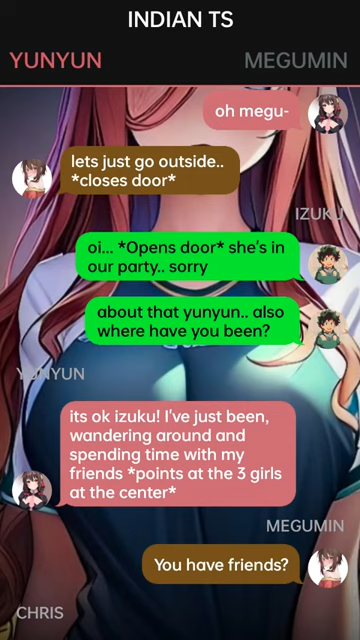 INDIAN TS
YUNYUN MEGUMIN
oh megu-
lets just go outside..
*closes door*
IZUKU
oi... *Opens door* she's in
our party.. sorry
about that yunyun.. also
where have you been?
YUNYUN
its ok izuku! I've just been,
wandering around and
spending time with my
friends *points at the 3 girls
at the center*
MEGUMIN
You have friends?
CHRIS